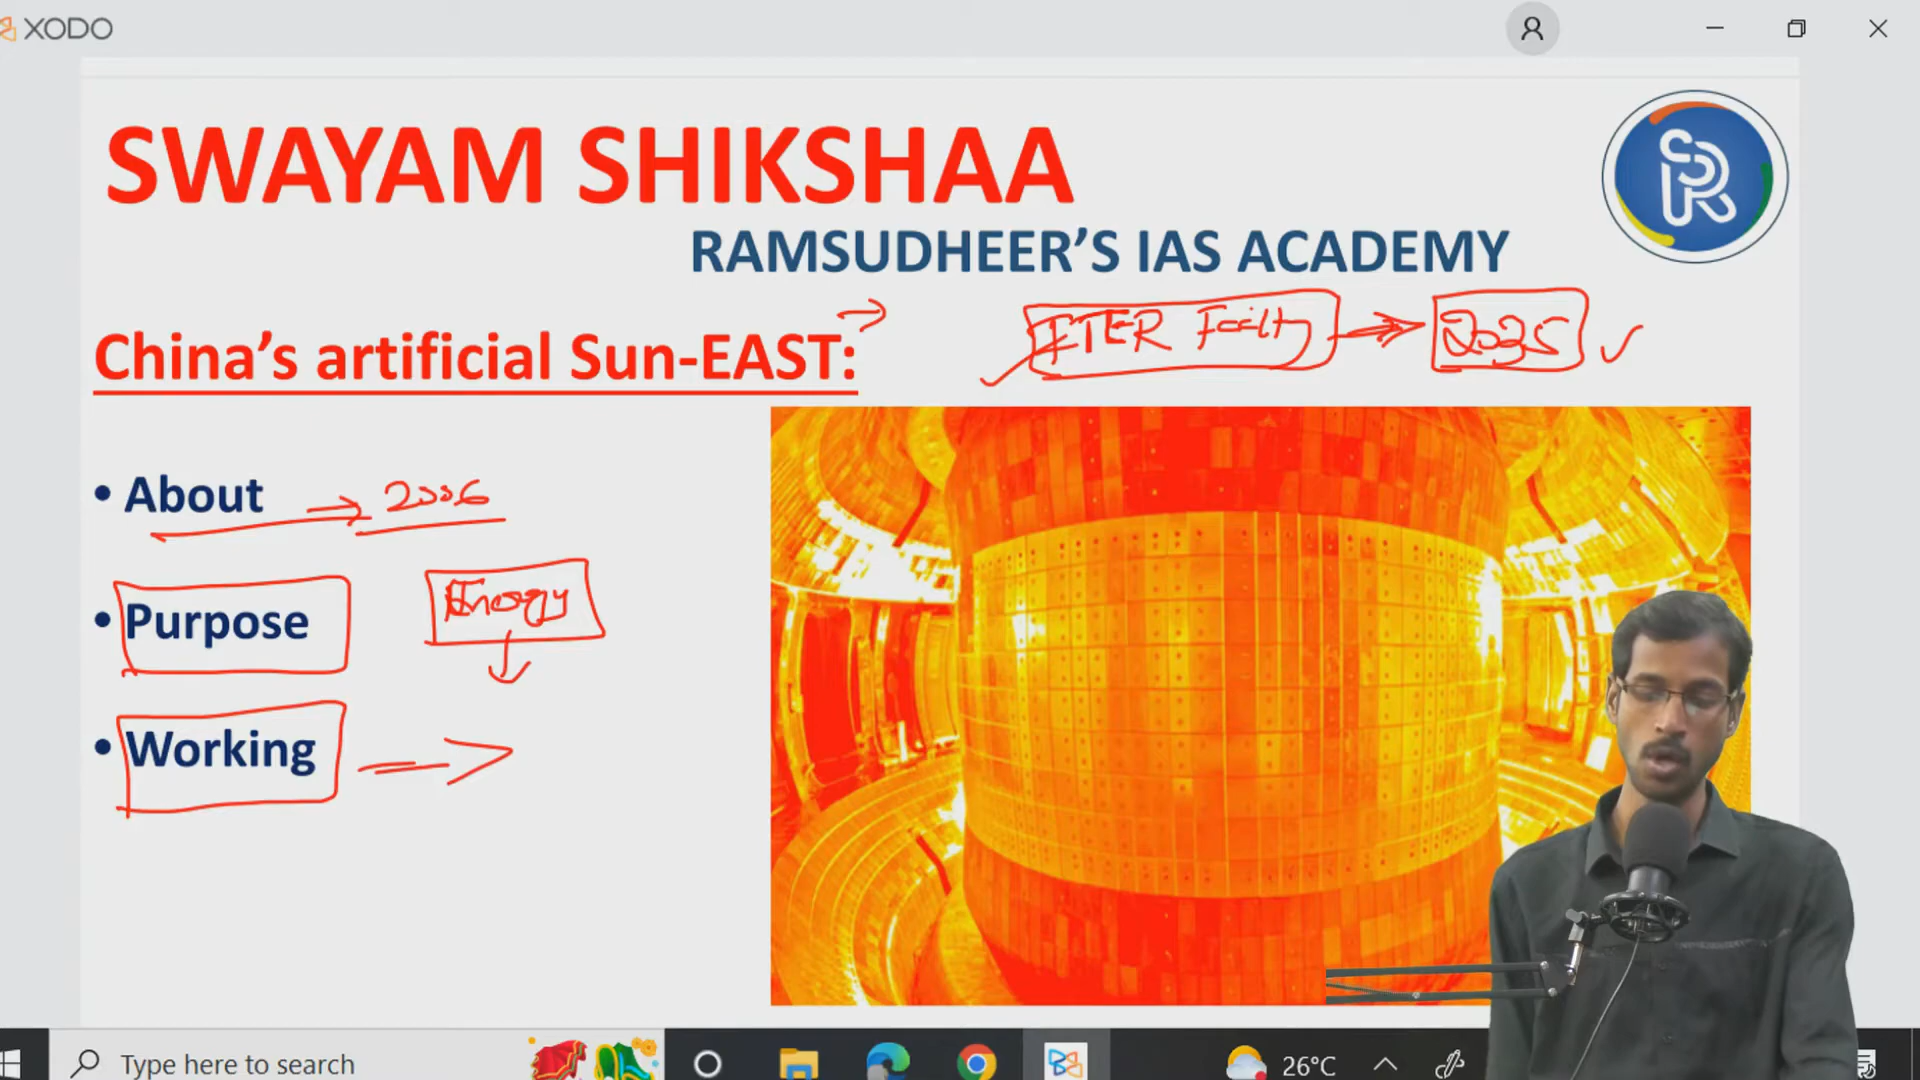 XODO
SWAYAM SHIKSHAA
RAMSUDHEER’S IAS ACADEMY
China’s artificial Sun-EAST:
ITER Facility 2035
• About 2006
• Purpose Energy
• Working
Type here to search
26°C